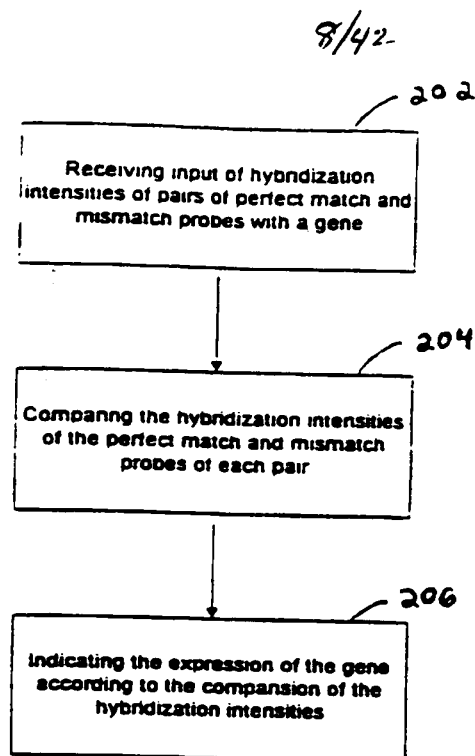 8/42
202
Receiving input of hybridization
intensities of pairs of perfect match and
mismatch probes with a gene
204
Comparing the hybridization intensities
of the perfect match and mismatch
probes of each pair
206
Indicating the expression of the gene
according to the comparision of the
hybridization intensities